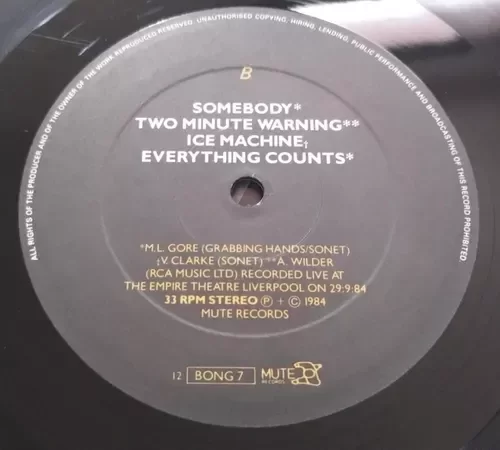 ALL RIGHTS OF THE PRODUCER AND OF THE OWNER OF THE WORK REPRODUCED RESERVED. UNAUTHORISED COPYING, HIRING, LENDING, PUBLIC PERFORMANCE AND BROADCASTING OF THIS RECORD PROHIBITED.
B
SOMEBODY*
TWO MINUTE WARNING**
ICE MACHINE†
EVERYTHING COUNTS*
*M.L. GORE (GRABBING HANDS/SONET)
†V. CLARKE (SONET) **A. WILDER
(RCA MUSIC LTD) RECORDED LIVE AT
THE EMPIRE THEATRE LIVERPOOL ON 29:9:84
33 RPM STEREO Ⓟ + © 1984
MUTE RECORDS
12 BONG 7 MUTE
RECORDS